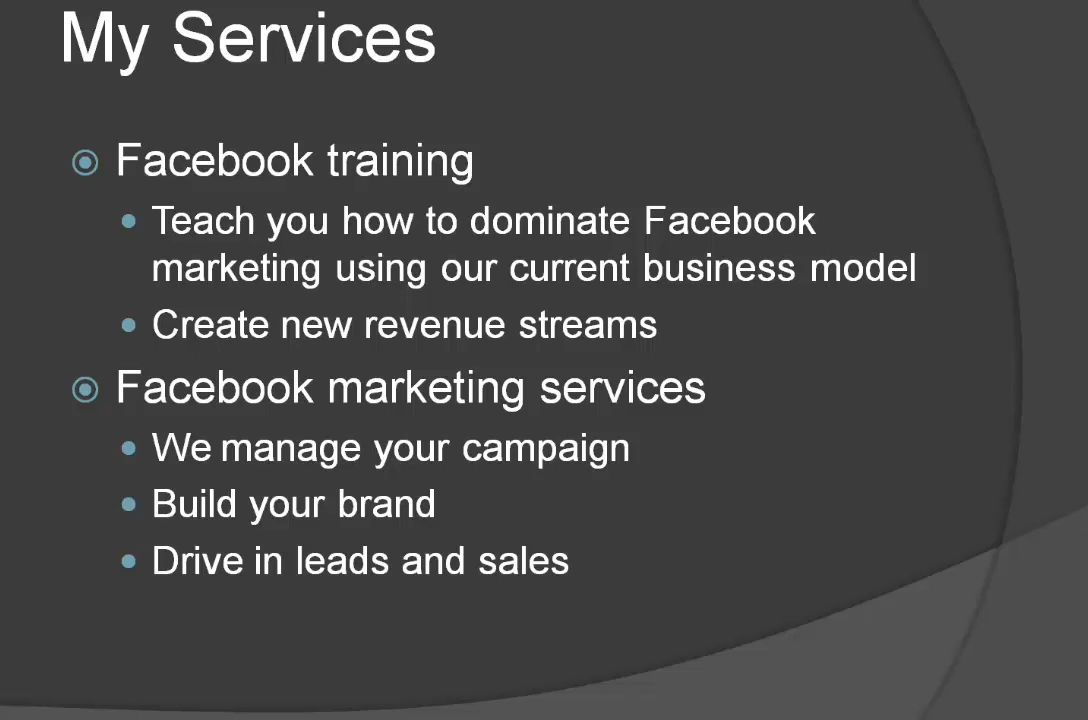 My Services
Facebook training
Teach you how to dominate Facebook
marketing using our current business model
Create new revenue streams
Facebook marketing services
We manage your campaign
Build your brand
Drive in leads and sales